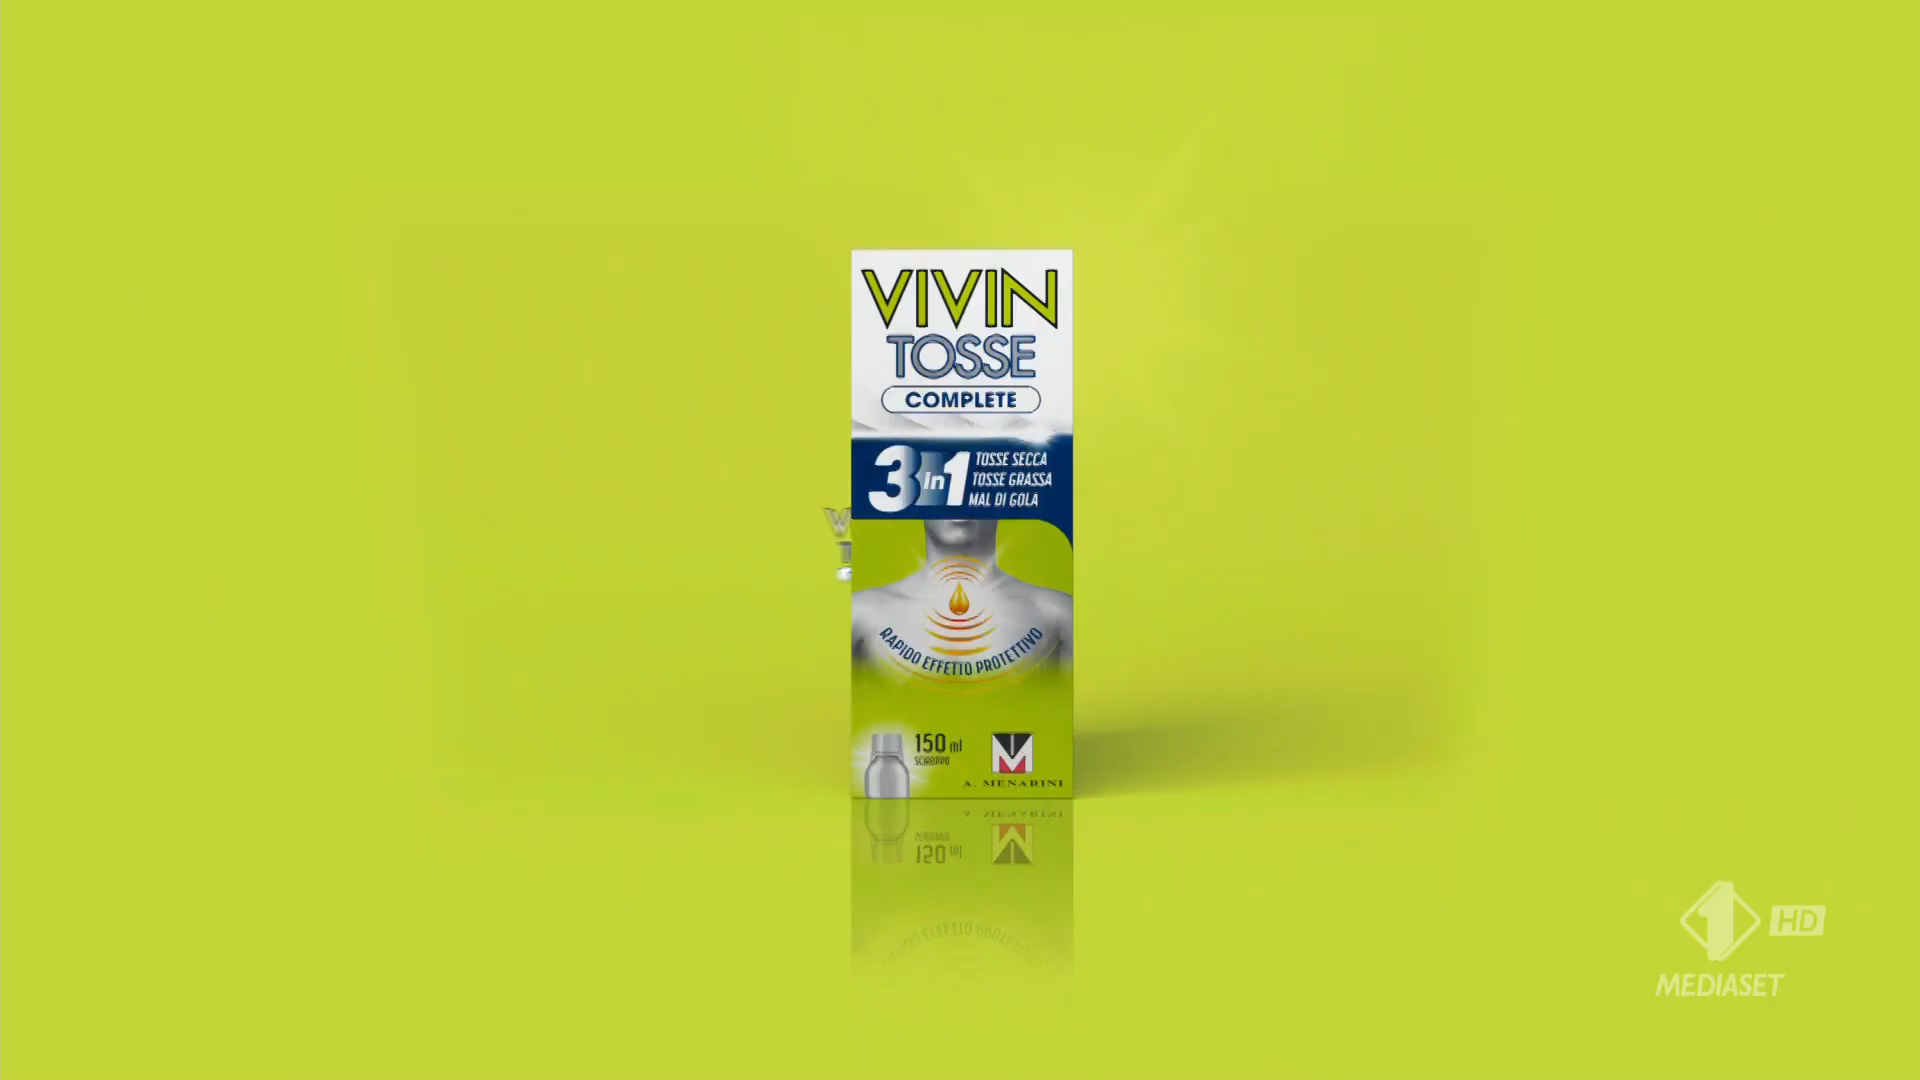 VIVIN
TOSSE
COMPLETE
3 in 1
TOSSE SECCA
TOSSE GRASSA
MAL DI GOLA
RAPIDO EFFETTO PROTETTIVO
150 ml
SCIROPPO
A. MENARINI
1 HD
MEDIASET